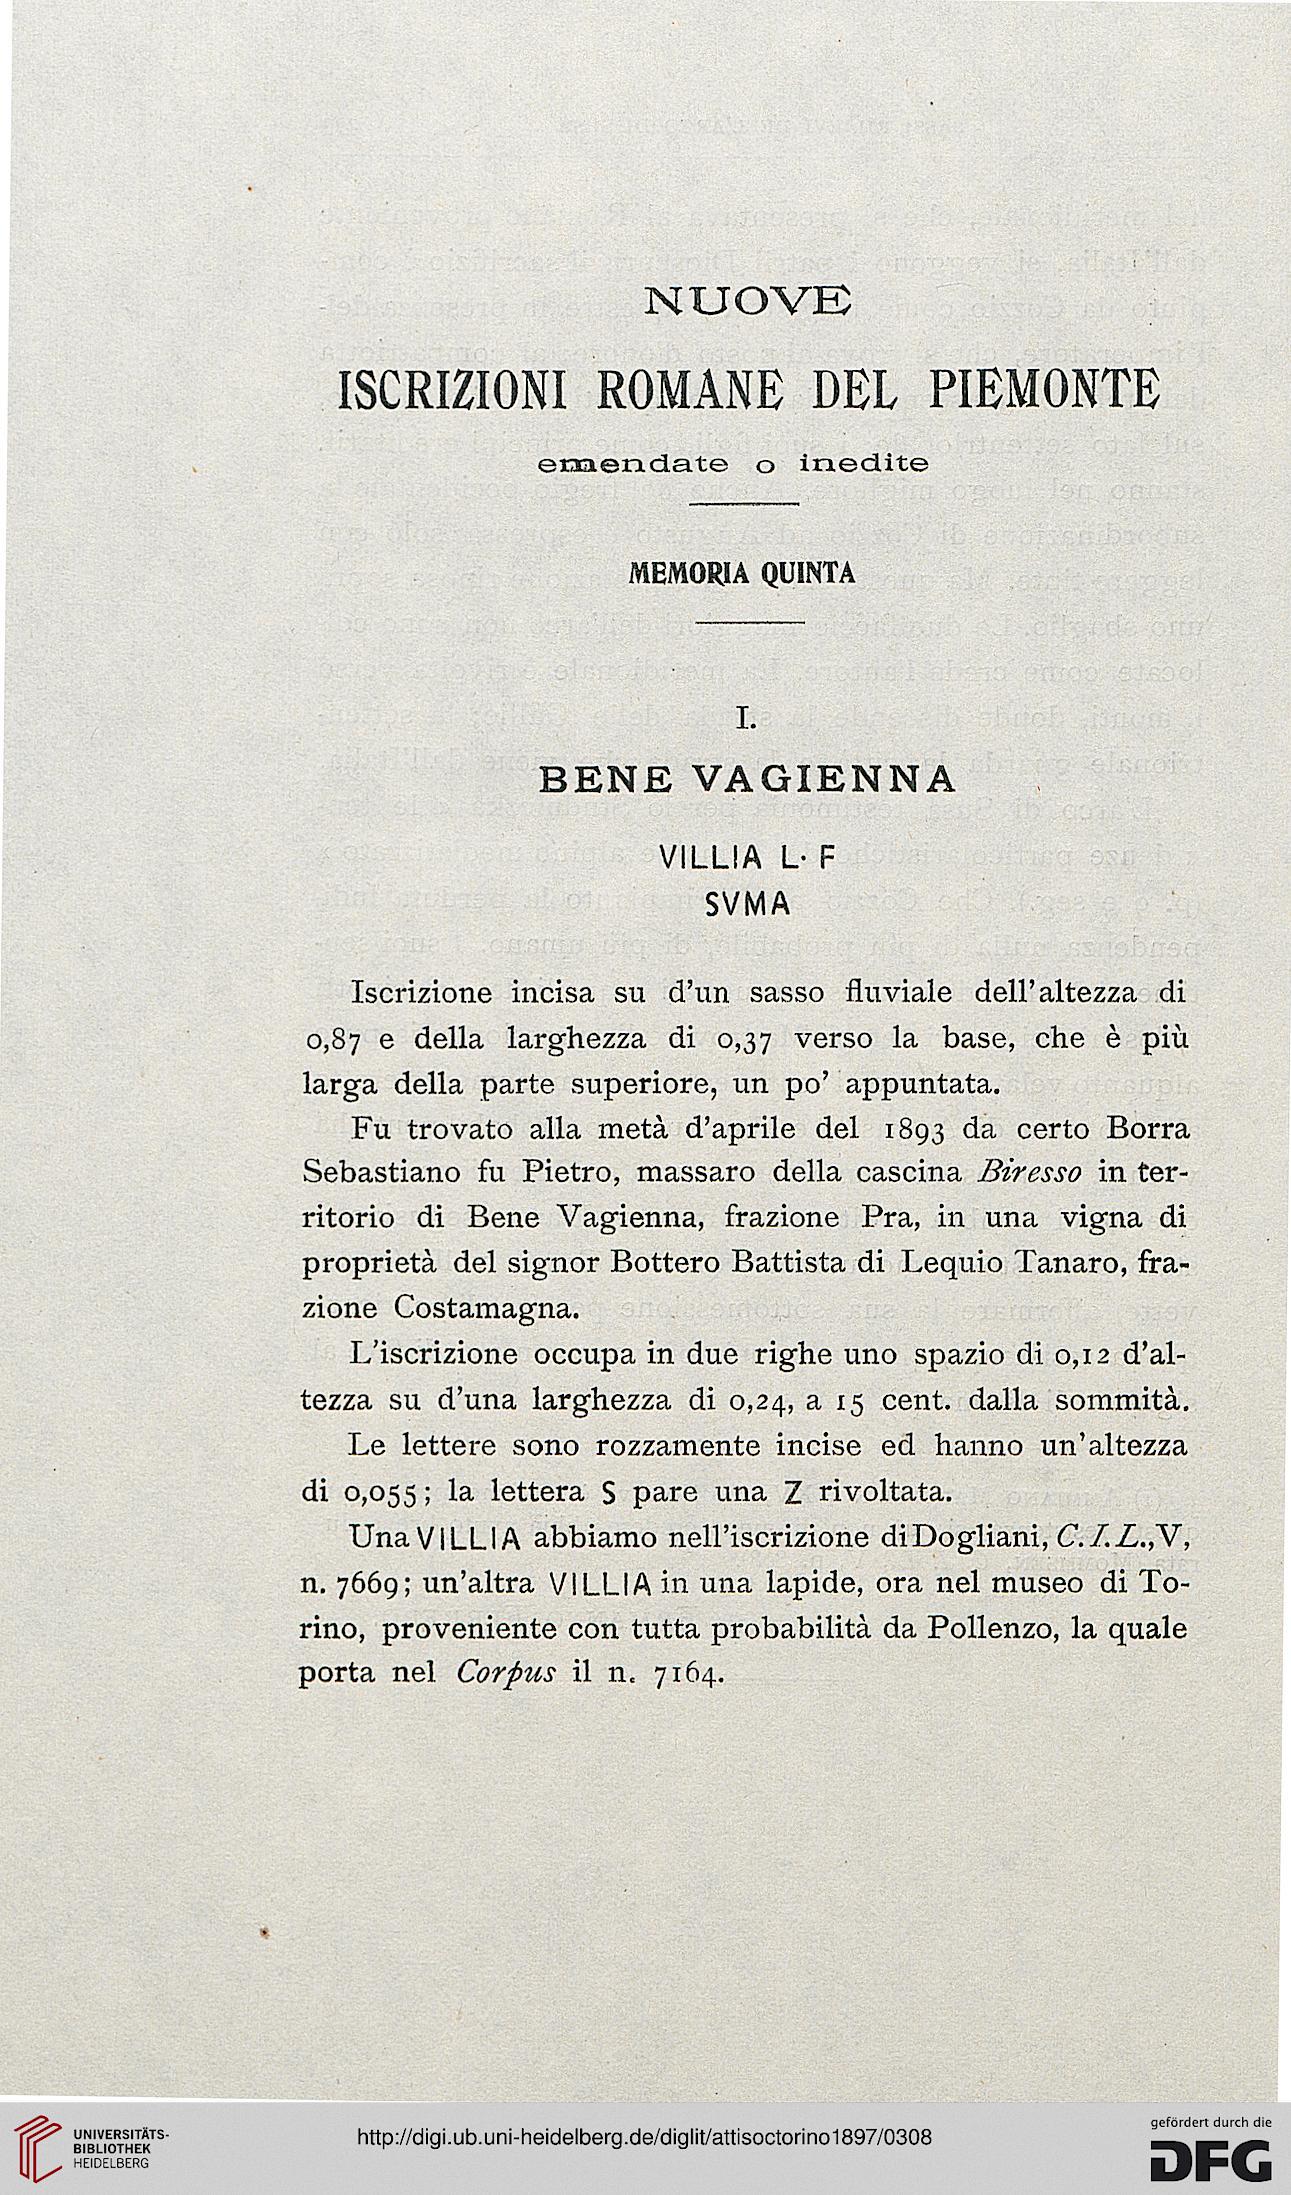 NUOVE
ISCRIZIONI ROMANE DEL PIEMONTE
emendate o inedite
MEMORIA QUINTA
I.
BENE VAGIENNA
VILLIA L· F
SVMA
Iscrizione incisa su d'un sasso fluviale dell'altezza di
0,87 e della larghezza di 0,37 verso la base, che è più
larga della parte superiore, un po' appuntata.
Fu trovato alla metà d'aprile del 1893 da certo Borra
Sebastiano fu Pietro, massaro della cascina Biresso in ter-
ritorio di Bene Vagienna, frazione Pra, in una vigna di
proprietà del signor Bottero Battista di Lequio Tanaro, fra-
zione Costamagna.
L'iscrizione occupa in due righe uno spazio di 0,12 d'al-
tezza su d'una larghezza di 0,24, a 15 cent. dalla sommità.
Le lettere sono rozzamente incise ed hanno un'altezza
di 0,055; la lettera S pare una Z rivoltata.
Una VILLIA abbiamo nell'iscrizione di Dogliani, C. I. L., V,
n. 7669; un'altra VILLIA in una lapide, ora nel museo di To-
rino, proveniente con tutta probabilità da Pollenzo, la quale
porta nel Corpus il n. 7164.
UNIVERSITÄTS-
BIBLIOTHEK
HEIDELBERG
http://digi.ub.uni-heidelberg.de/diglit/attisoctorino1897/0308
gefördert durch die
DFG